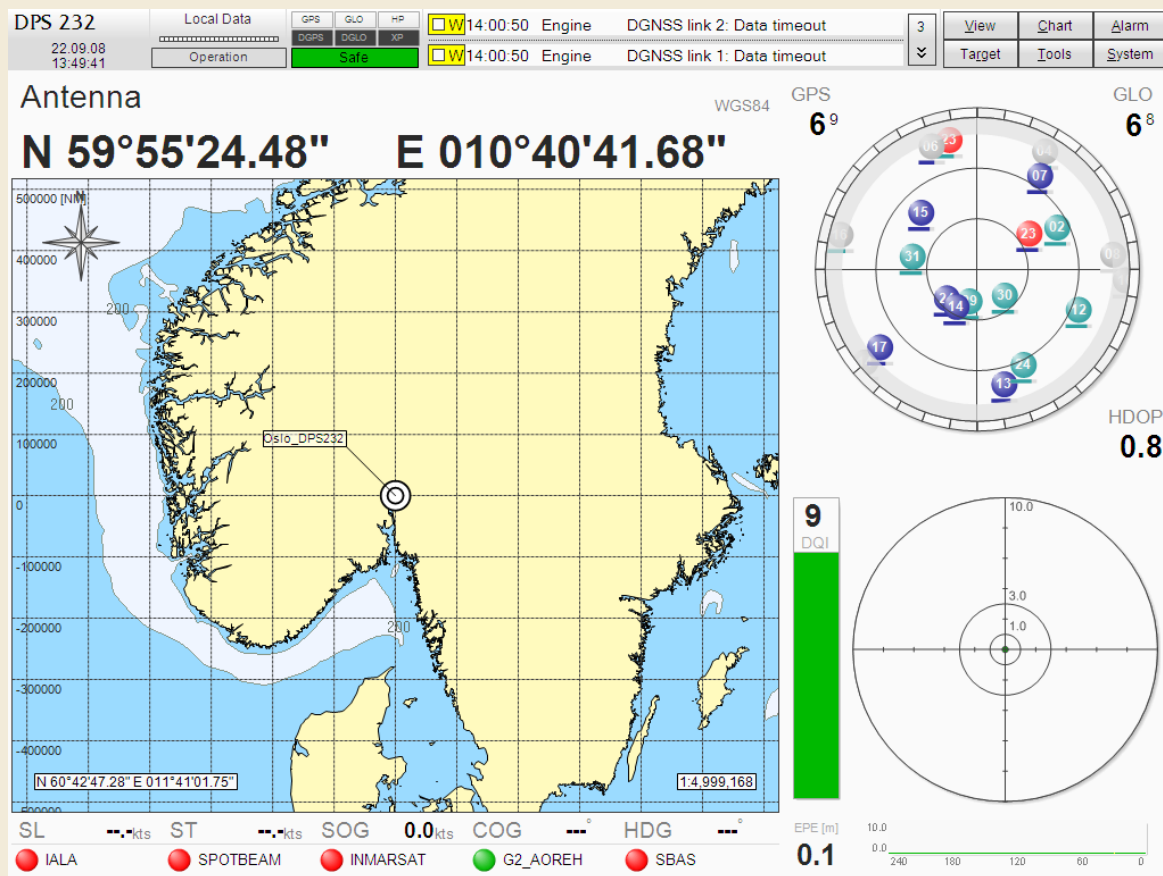 DPS 232
22.09.08
13:49:41
Local Data
Operation
GPS GLO HP
DGPS DGLO XP
Safe
W 14:00:50 Engine DGNSS link 2: Data timeout
W 14:00:50 Engine DGNSS link 1: Data timeout
3
View Chart Alarm
Target Tools System
Antenna
WGS84
N 59°55'24.48" E 010°40'41.68"
GPS
6 9
GLO
6 8
500000 [NM]
N
400000
300000
200000
100000
0
-100000
-200000
-300000
-400000
-500000
200
200
200
Oslo_DPS232
N 60°42'47.28" E 011°41'01.75"
1:4,999,168
06
23
04
07
15
23
02
31
30
14
12
17
24
13
HDOP
0.8
9
DQI
10.0
3.0
1.0
SL --.-kts ST --.-kts SOG 0.0kts COG ---° HDG ---°
IALA SPOTBEAM INMARSAT G2_AOREH SBAS
EPE [m]
0.1
10.0
0.0
240 180 120 60 0